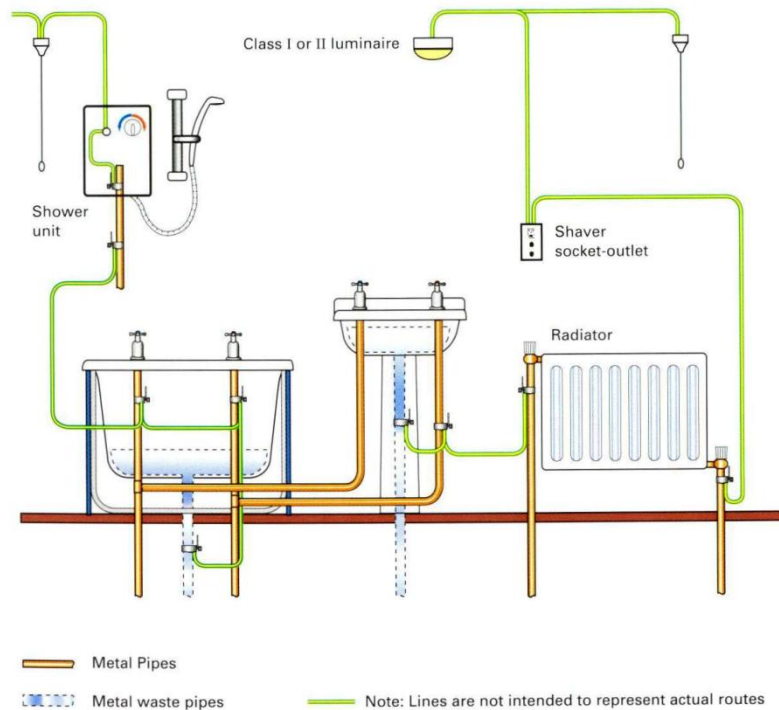 Class I or II luminaire
Shower
unit
Shaver
socket-outlet
Radiator
Metal Pipes
Metal waste pipes
Note: Lines are not intended to represent actual routes